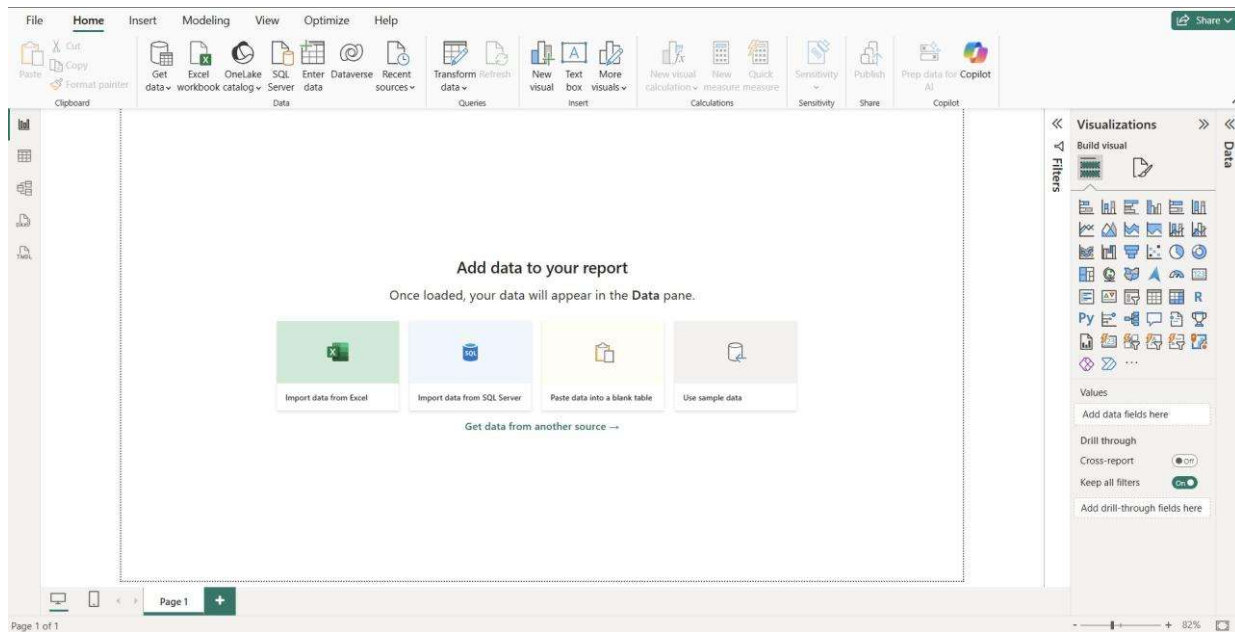 File Home Insert Modeling View Optimize Help Share
Paste
Cut
Copy
Format painter
Clipboard
Get data
Excel workbook
OneLake catalog
SQL Server
Enter data
Dataverse
Recent sources
Data
Transform data
Refresh
Queries
New visual
Text box
More visuals
Insert
New visual calculation
New measure
Quick measure
Calculations
Sensitivity
Sensitivity
Publish
Share
Prep data for AI
Copilot
Copilot
Filters
Visualizations
Build visual
Data
Add data to your report
Once loaded, your data will appear in the Data pane.
SQL
Import data from Excel
Import data from SQL Server
Paste data into a blank table
Use sample data
Get data from another source →
123
R
Py
Values
Add data fields here
Drill through
Cross-report Off
Keep all filters On
Add drill-through fields here
Page 1
Page 1 of 1
- + 82%